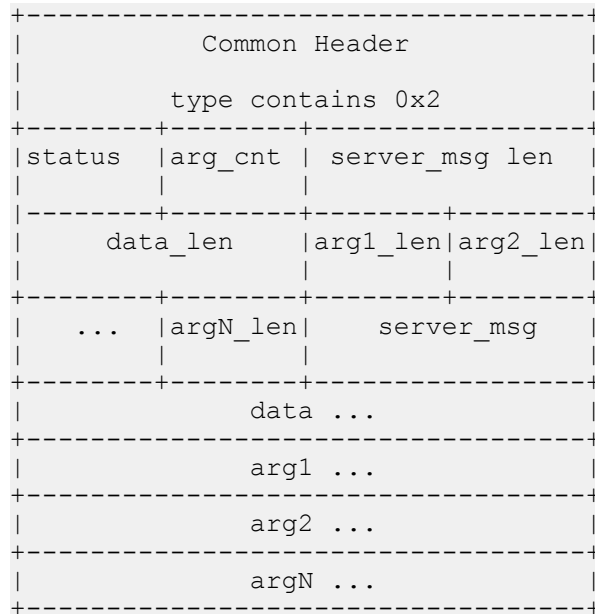 +--------------------------------+
| Common Header |
| |
| type contains 0x2 |
+--------+--------+----------------+
|status |arg_cnt | server_msg len |
| | | |
|--------+--------+--------+--------+
| data_len |arg1_len|arg2_len|
| | | |
+--------+--------+--------+--------+
| ... |argN_len| server_msg |
| | | |
+--------+--------+----------------+
| data ... |
+--------------------------------+
| arg1 ... |
+--------------------------------+
| arg2 ... |
+--------------------------------+
| argN ... |
+--------------------------------+